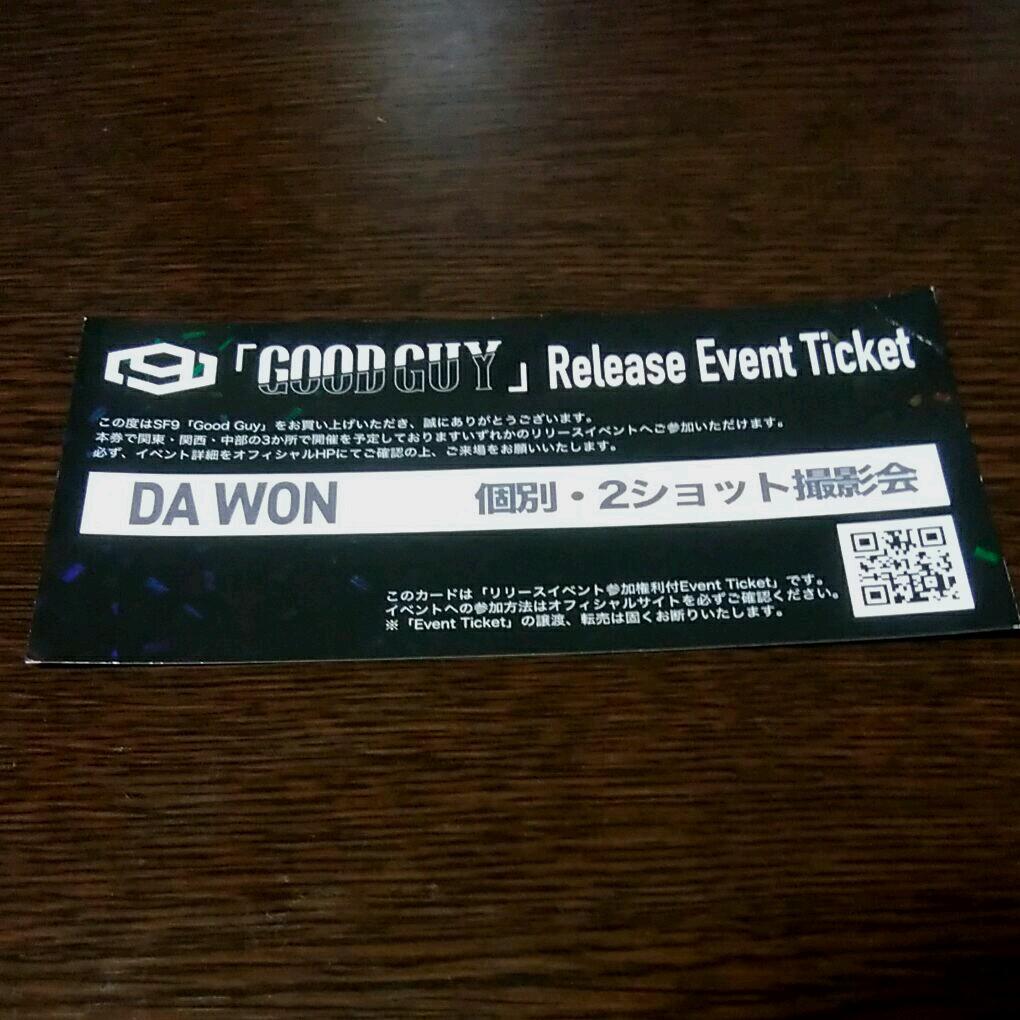 SF9「GOOD GUY」Release Event Ticket
この度はSF9「Good Guy」をお買い上げいただき、誠にありがとうございます。
本券で関東・関西・中部の3か所で開催を予定しておりますいずれかのリリースイベントへご参加いただけます。
必ず、イベント詳細をオフィシャルHPにてご確認の上、ご来場をお願いいたします。
DA WON 個別・2ショット撮影会
このカードは「リリースイベント参加権利付Event Ticket」です。
イベントへの参加方法はオフィシャルサイトを必ずご確認ください。
※「Event Ticket」の譲渡、転売は固くお断りいたします。